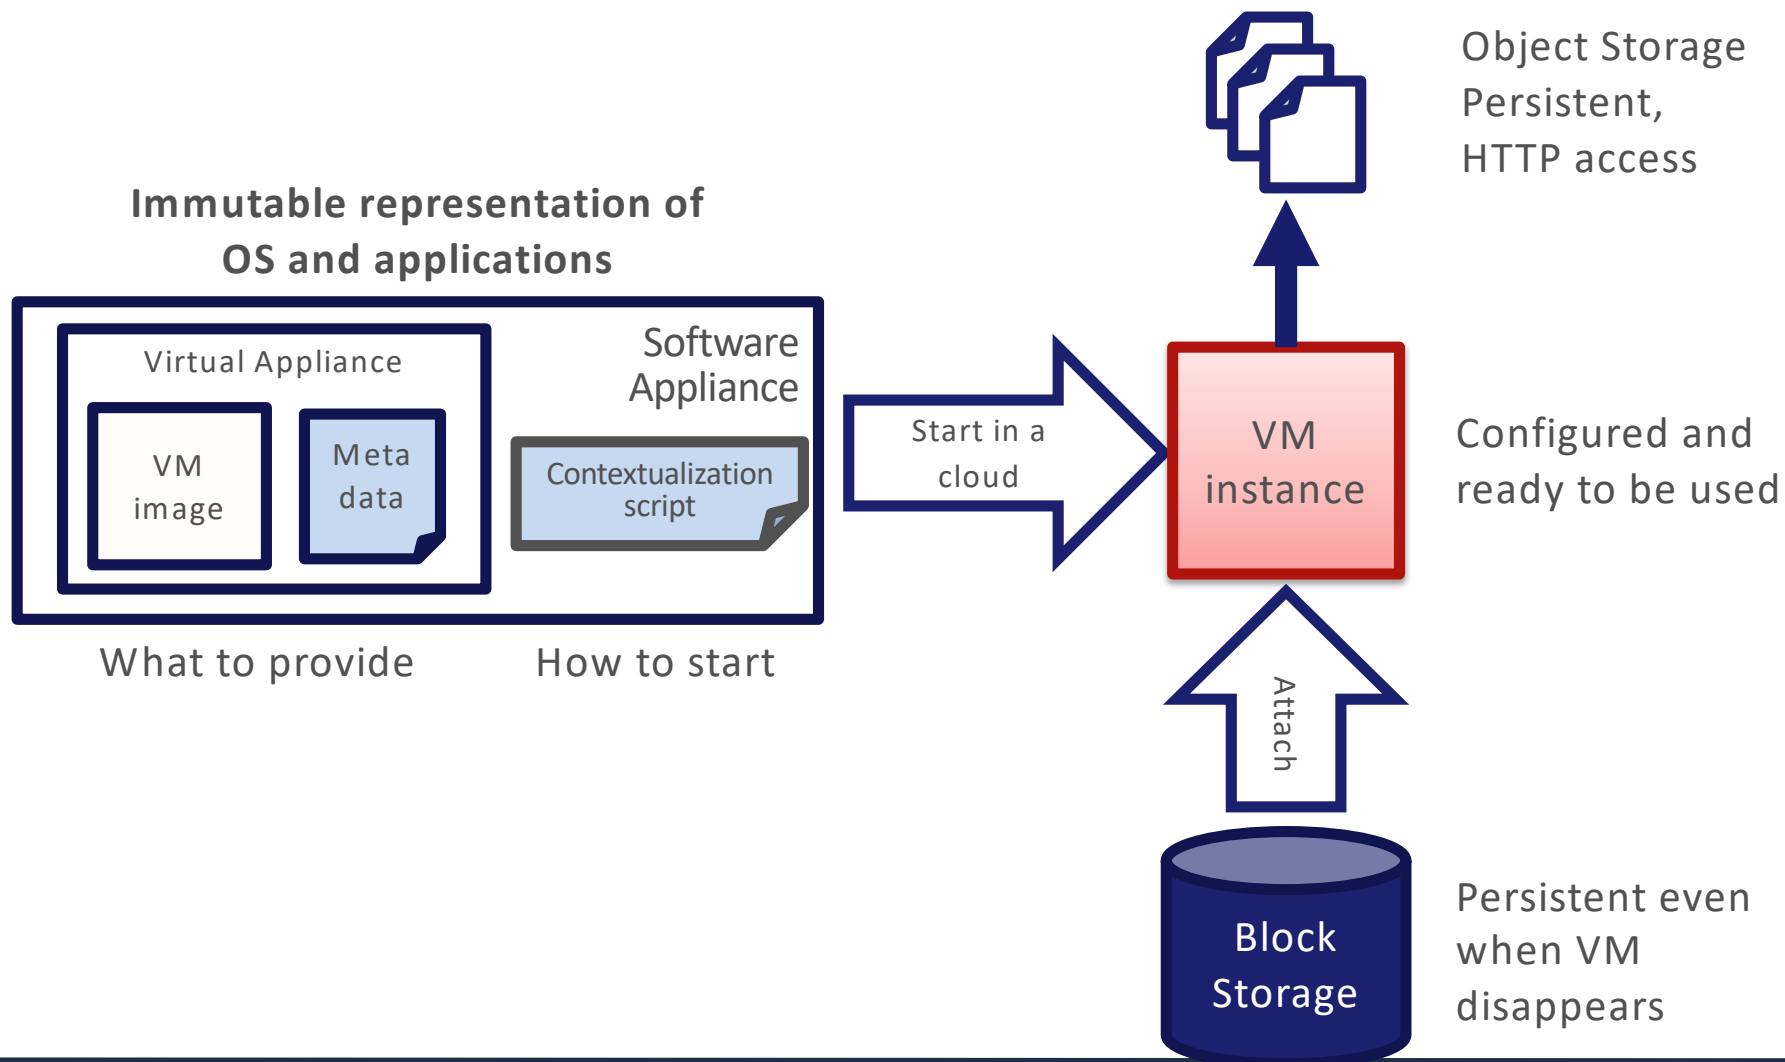 Object Storage
Persistent,
HTTP access
Immutable representation of
OS and applications
Software
Appliance
Virtual Appliance
VM
image
Meta
data
Contextualization
script
Start in a
cloud
VM
instance
Configured and
ready to be used
What to provide
How to start
Attach
Block
Storage
Persistent even
when VM
disappears